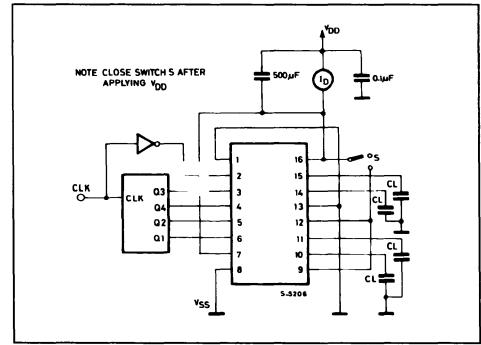 VDD
NOTE CLOSE SWITCH S AFTER
APPLYING VDD
500µF
ID
0.1µF
1
16
S
2
15
CL
CLK
CLK
Q3
3
14
Q4
4
13
CL
Q2
5
12
Q1
6
11
CL
7
10
8
9
CL
VSS
S-5206